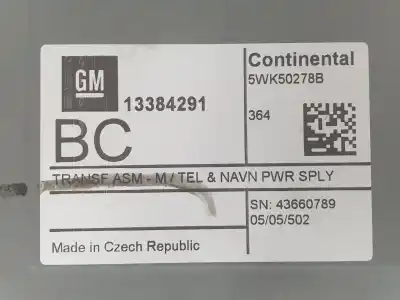 GM
13384291
BC
Continental
5WK50278B
364
TRANSF ASM - M / TEL & NAVN PWR SPLY
SN: 43660789
05/05/502
Made in Czech Republic